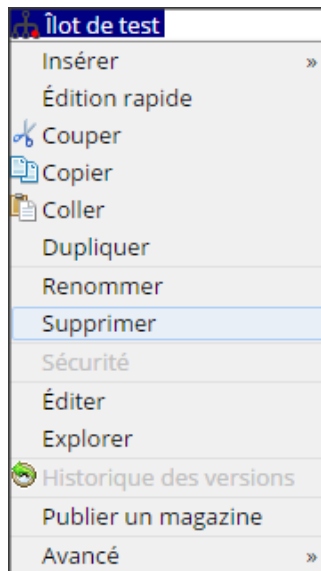 Îlot de test
Insérer »
Édition rapide
Couper
Copier
Coller
Dupliquer
Renommer
Supprimer
Sécurité
Éditer
Explorer
Historique des versions
Publier un magazine
Avancé »